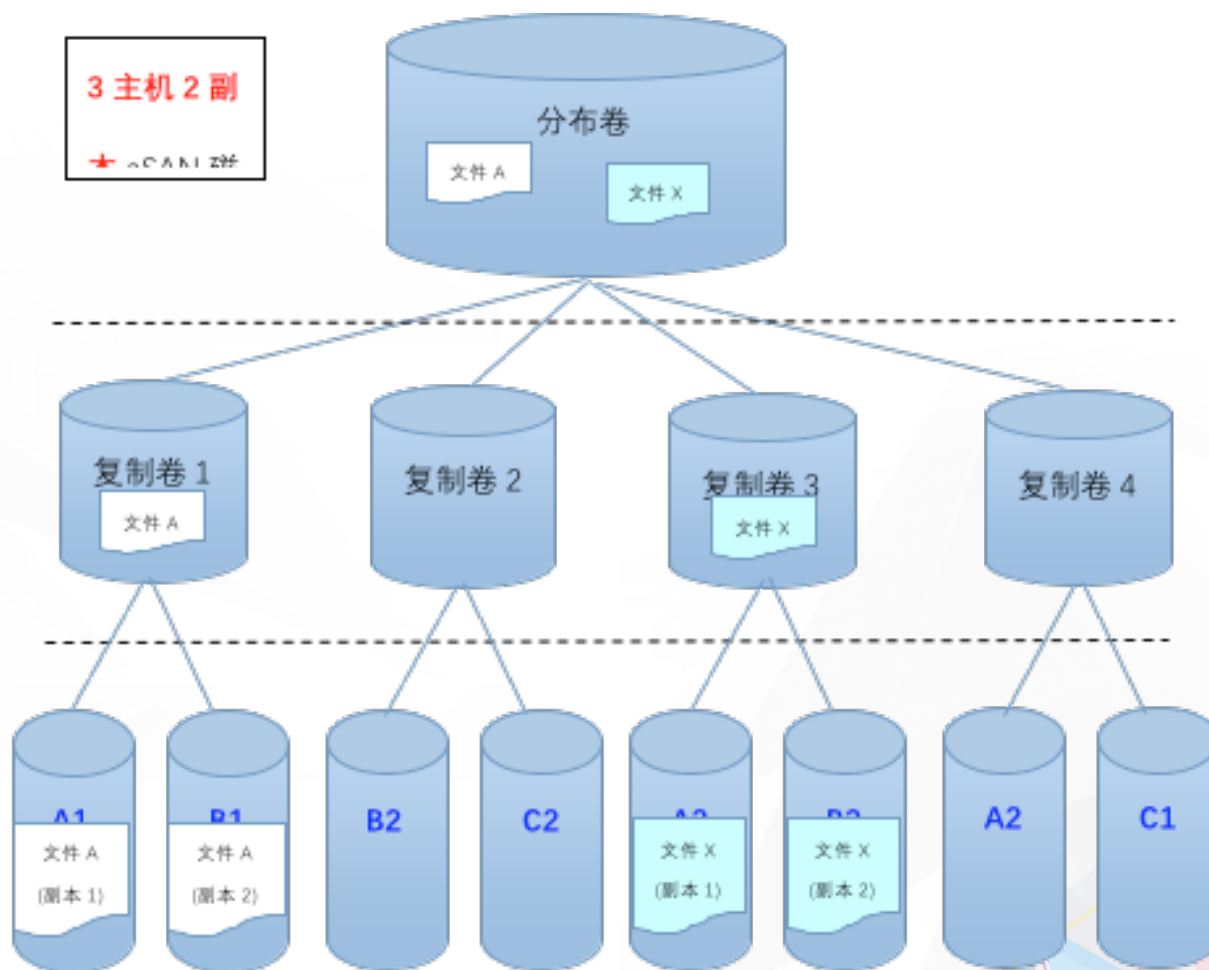 3 主机 2 副
分布卷
文件 A
文件 X
复制卷 1
文件 A
复制卷 2
复制卷 3
文件 X
复制卷 4
A1
B1
B2
C2
A2
C1
文件 A
(副本 1)
文件 A
(副本 2)
文件 X
(副本 1)
文件 X
(副本 2)